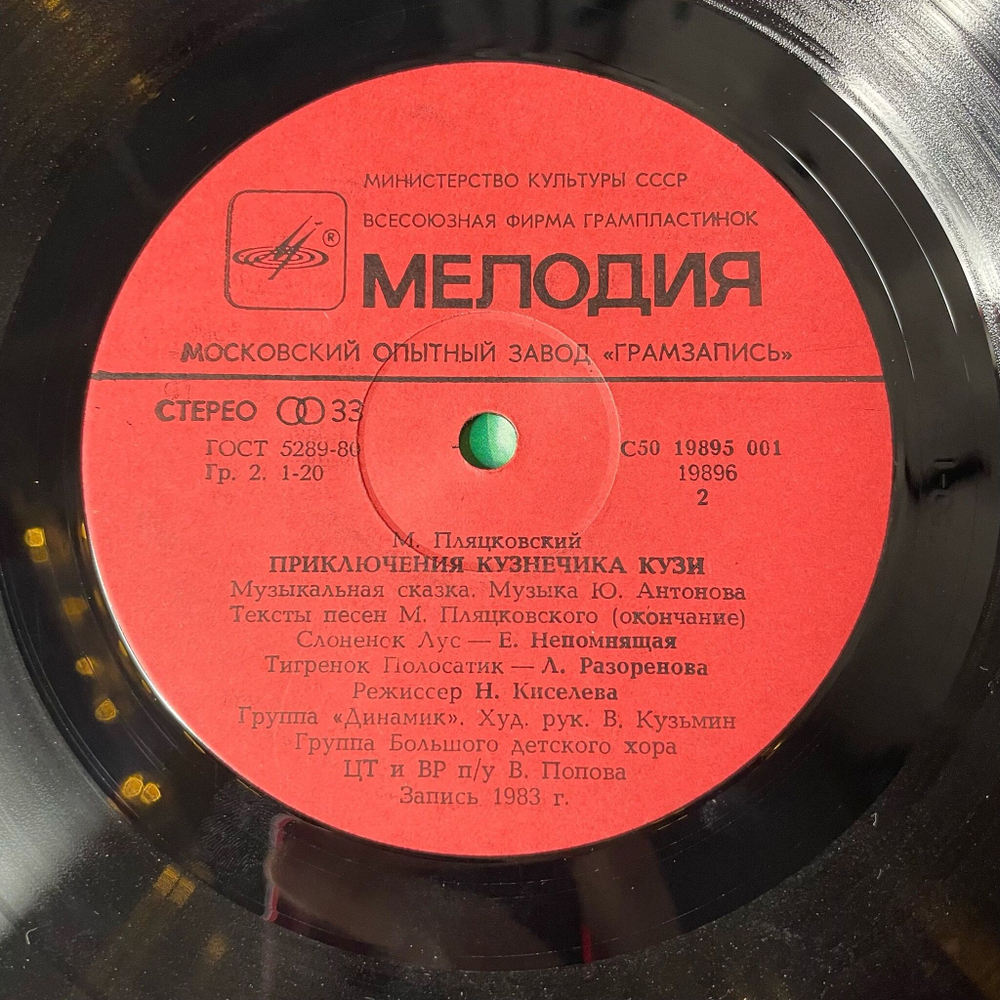 МИНИСТЕРСТВО КУЛЬТУРЫ СССР
ВСЕСОЮЗНАЯ ФИРМА ГРАМПЛАСТИНОК
®
МЕЛОДИЯ
МОСКОВСКИЙ ОПЫТНЫЙ ЗАВОД «ГРАМЗАПИСЬ»
СТЕРЕО 33
ГОСТ 5289-80
Гр. 2. 1-20
С50 19895 001
19896
2
М. Пляцковский
ПРИКЛЮЧЕНИЯ КУЗНЕЧИКА КУЗИ
Музыкальная сказка. Музыка Ю. Антонова
Тексты песен М. Пляцковского (окончание)
Слоненок Лус — Е. Непомнящая
Тигренок Полосатик — Л. Разоренова
Режиссер Н. Киселева
Группа «Динамик». Худ. рук. В. Кузьмин
Группа Большого детского хора
ЦТ и ВР п/у В. Попова
Запись 1983 г.